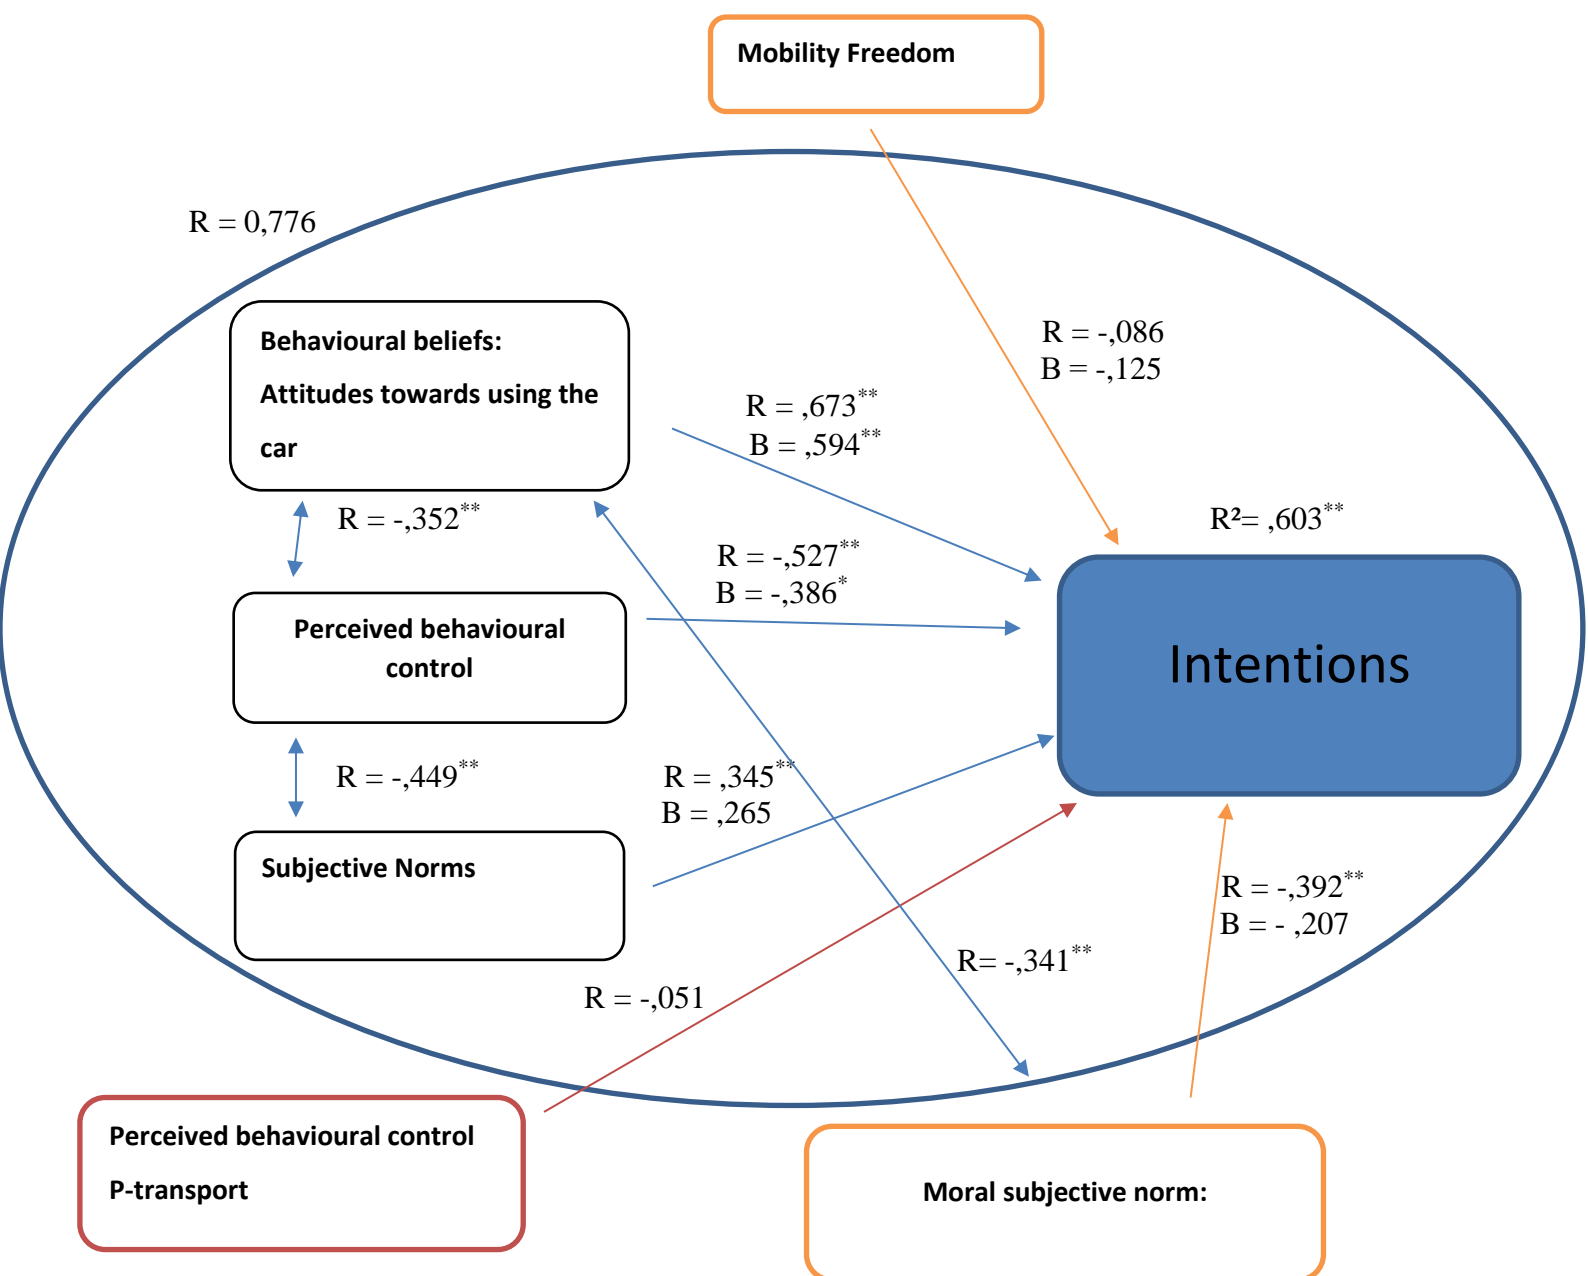 Mobility Freedom
R = 0,776
Behavioural beliefs:
Attitudes towards using the
car
R = -,086
B = -,125
R = ,673**
B = ,594**
R = -,352**
R²= ,603**
R = -,527**
B = -,386*
Perceived behavioural
control
Intentions
R = -,449**
R = ,345**
B = ,265
Subjective Norms
R = -,392**
B = - ,207
R= -,341**
R = -,051
Perceived behavioural control
P-transport
Moral subjective norm: